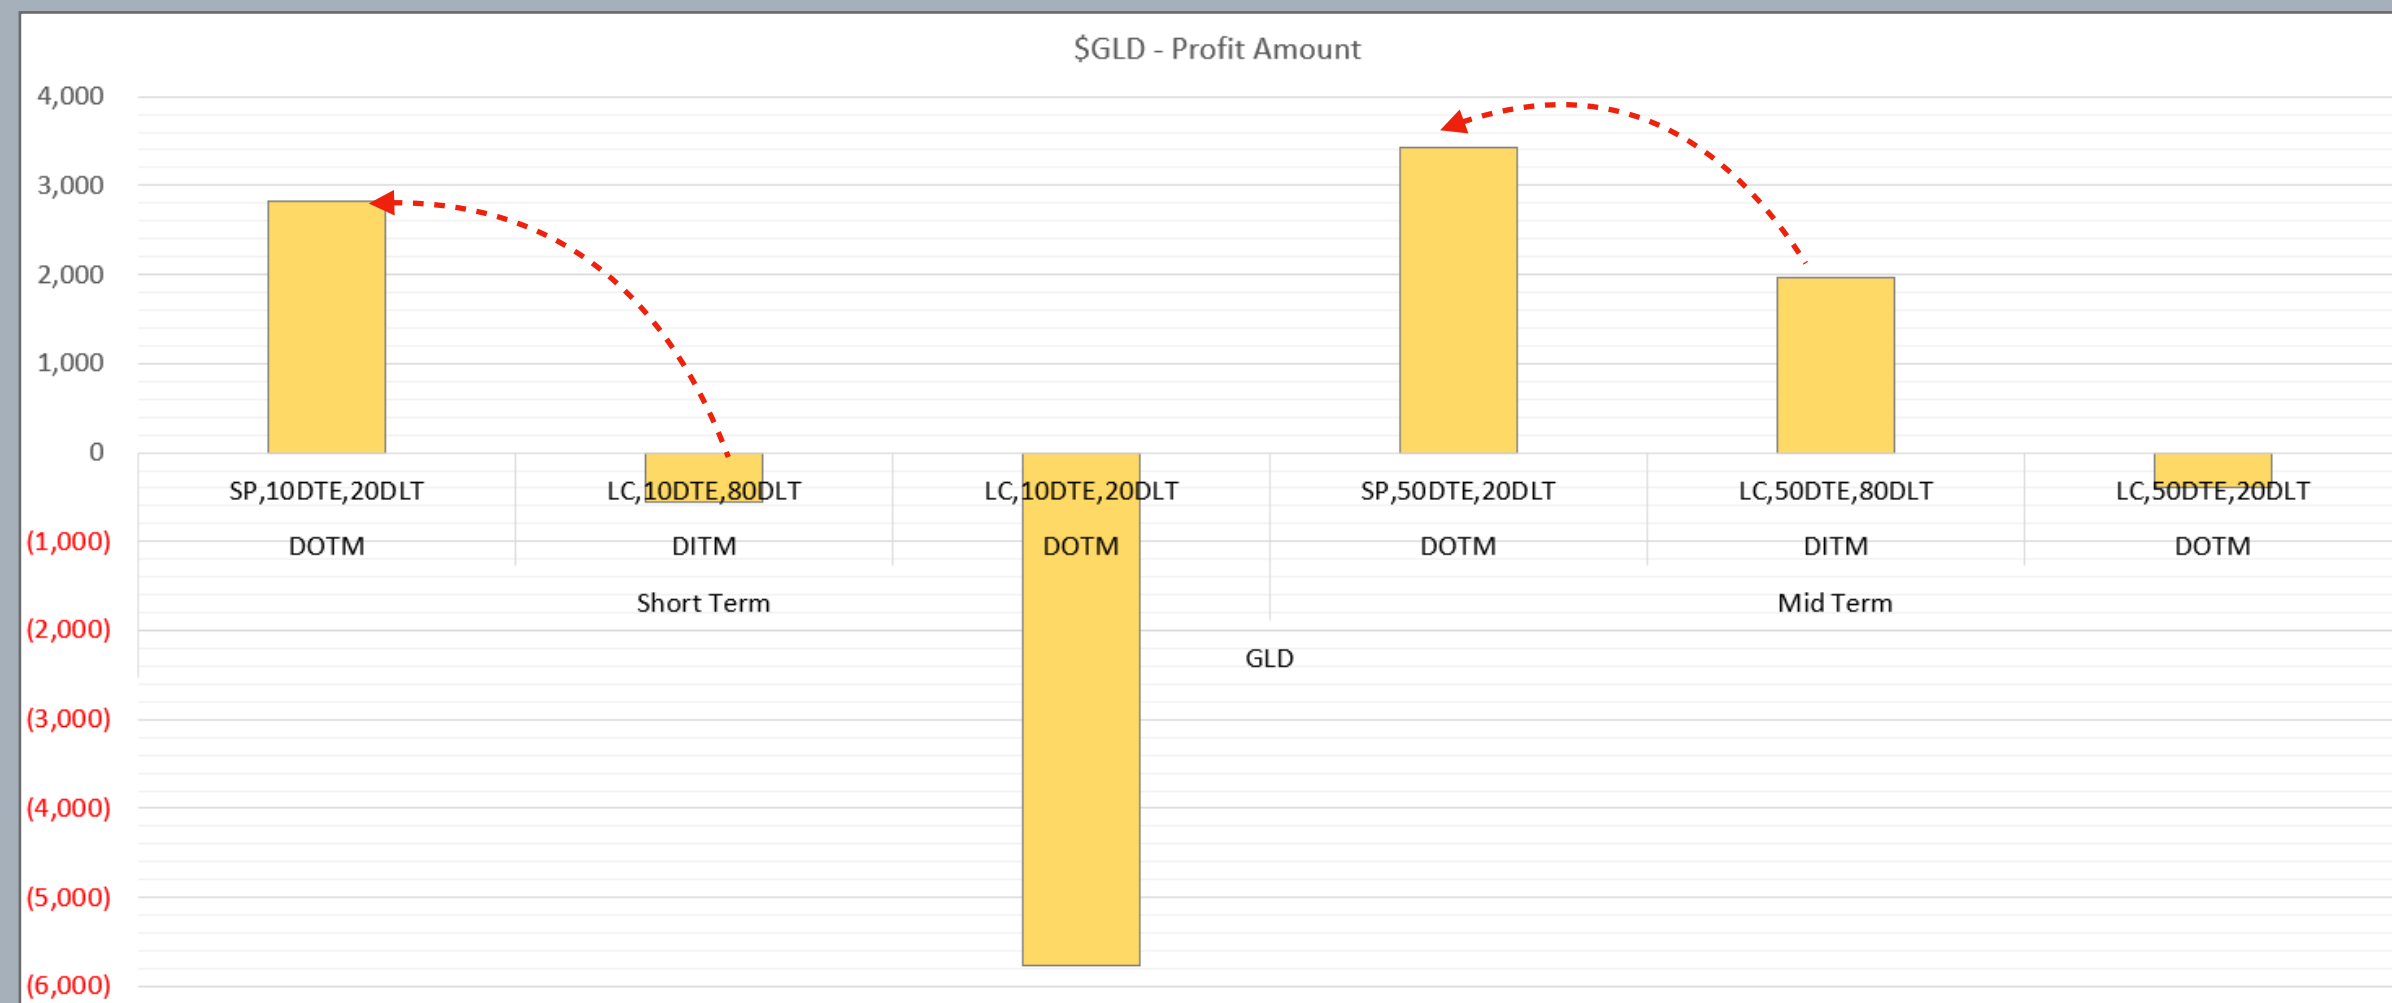 $GLD - Profit Amount
4,000
3,000
2,000
1,000
0
SP,10DTE,20DLT LC,10DTE,80DLT LC,10DTE,20DLT SP,50DTE,20DLT LC,50DTE,80DLT LC,50DTE,20DLT
(1,000) DOTM DITM DOTM DOTM DITM DOTM
Short Term Mid Term
(2,000)
GLD
(3,000)
(4,000)
(5,000)
(6,000)